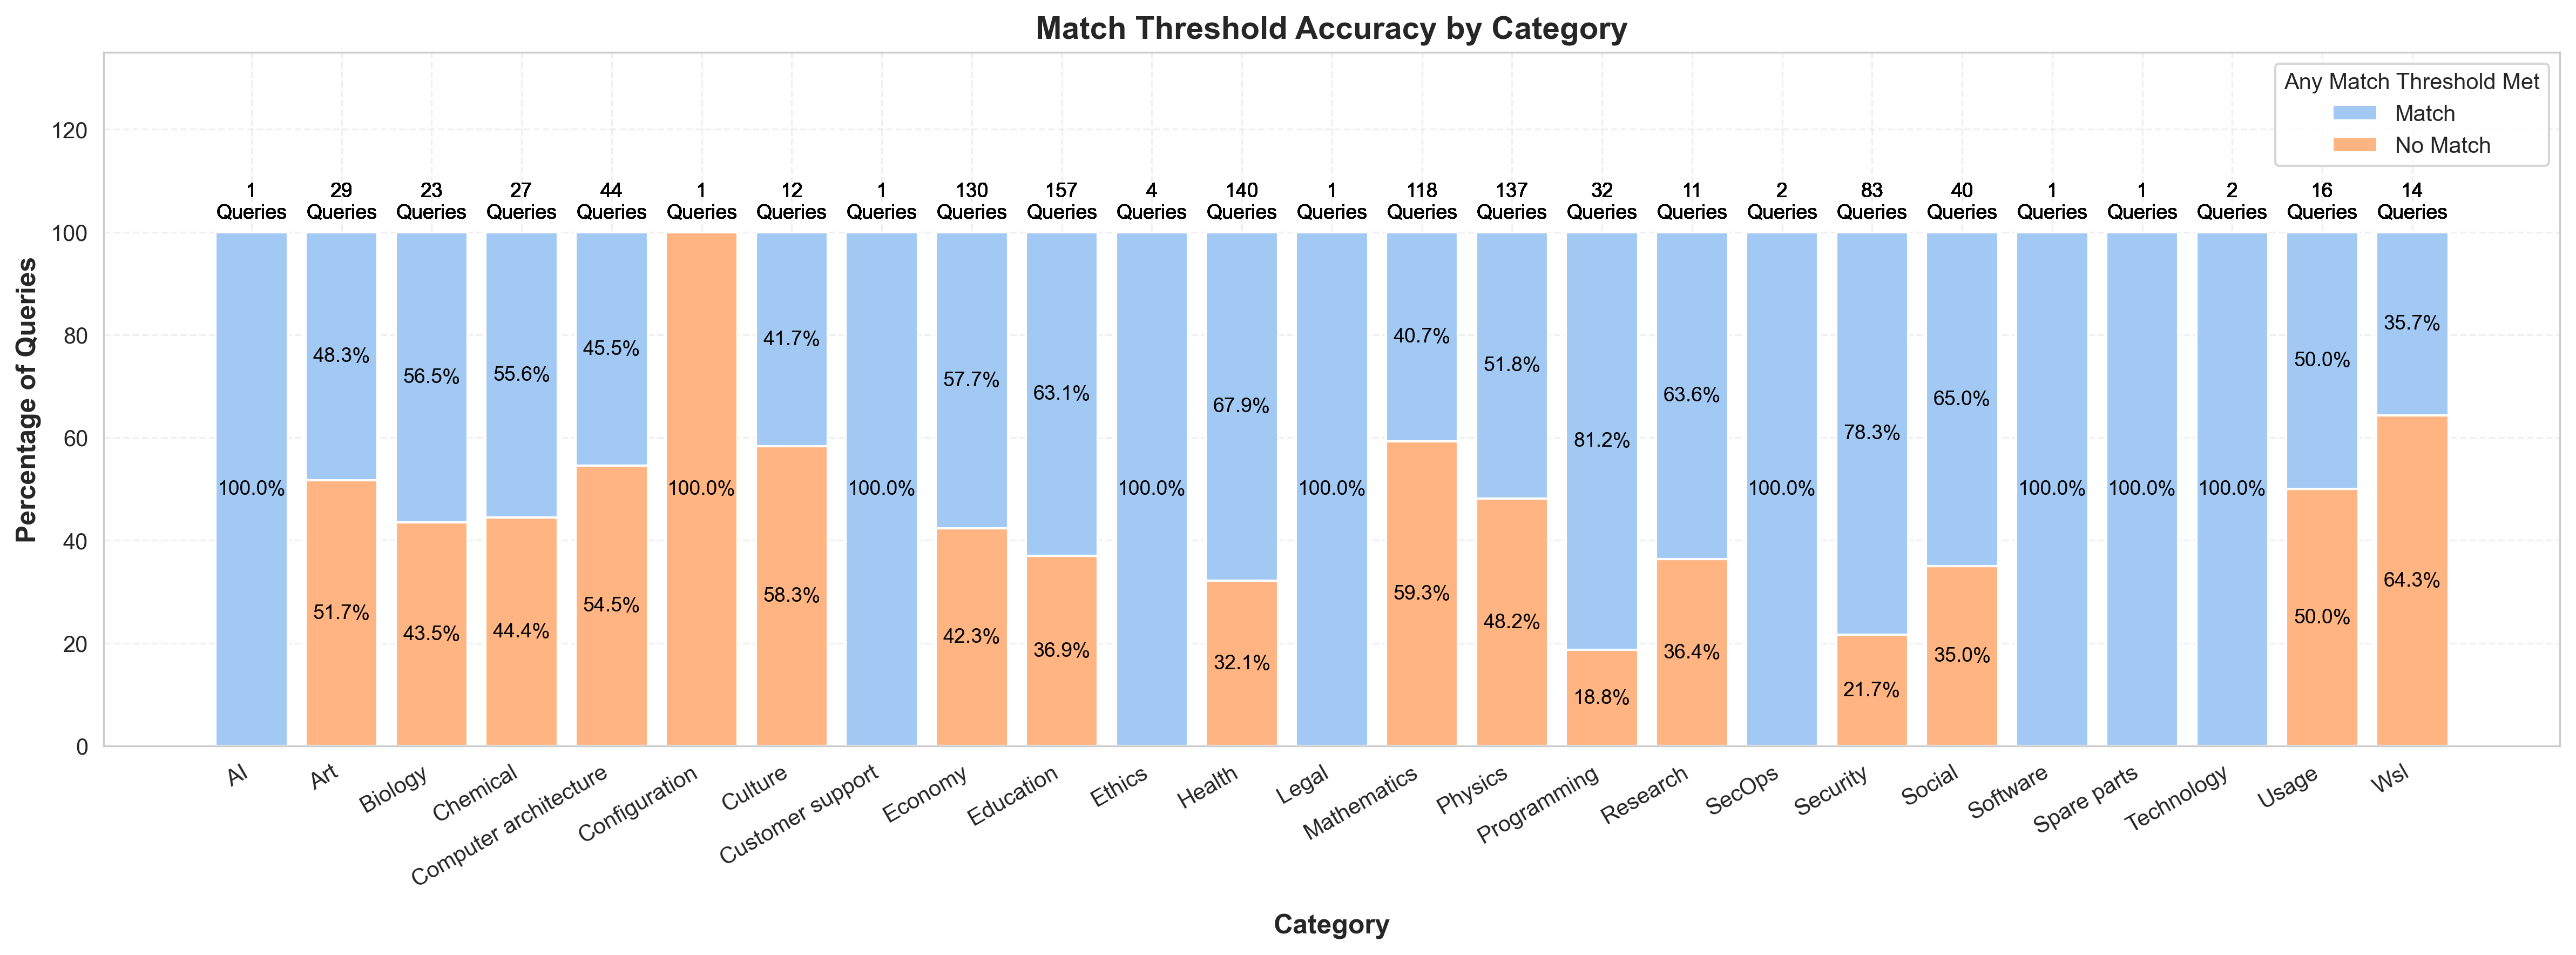 Match Threshold Accuracy by Category
Any Match Threshold Met
Match
No Match
Percentage of Queries
120
100
80
60
40
20
0
1
Queries
29
Queries
23
Queries
27
Queries
44
Queries
1
Queries
12
Queries
1
Queries
130
Queries
157
Queries
4
Queries
140
Queries
1
Queries
118
Queries
137
Queries
32
Queries
11
Queries
2
Queries
83
Queries
40
Queries
1
Queries
1
Queries
2
Queries
16
Queries
14
Queries
100.0%
48.3%
51.7%
56.5%
43.5%
55.6%
44.4%
45.5%
54.5%
100.0%
41.7%
58.3%
100.0%
57.7%
42.3%
63.1%
36.9%
100.0%
67.9%
32.1%
100.0%
40.7%
59.3%
51.8%
48.2%
81.2%
18.8%
63.6%
36.4%
100.0%
78.3%
21.7%
65.0%
35.0%
100.0%
100.0%
100.0%
50.0%
50.0%
35.7%
64.3%
AI
Art
Biology
Chemical
Computer architecture
Configuration
Culture
Customer support
Economy
Education
Ethics
Health
Legal
Mathematics
Physics
Programming
Research
SecOps
Security
Social
Software
Spare parts
Technology
Usage
Wsl
Category